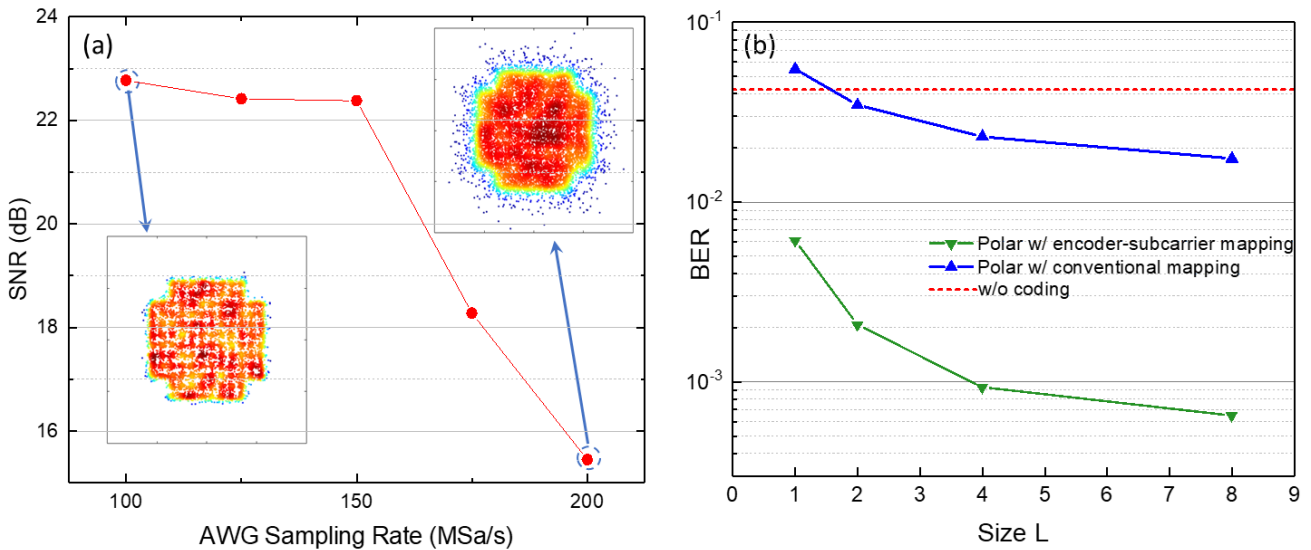 (a)
24
22
20
18
16
SNR (dB)
100
150
200
AWG Sampling Rate (MSa/s)
(b)
10-1
10-2
10-3
BER
Polar w/ encoder-subcarrier mapping
Polar w/ conventional mapping
w/o coding
0
1
2
3
4
5
6
7
8
9
Size L